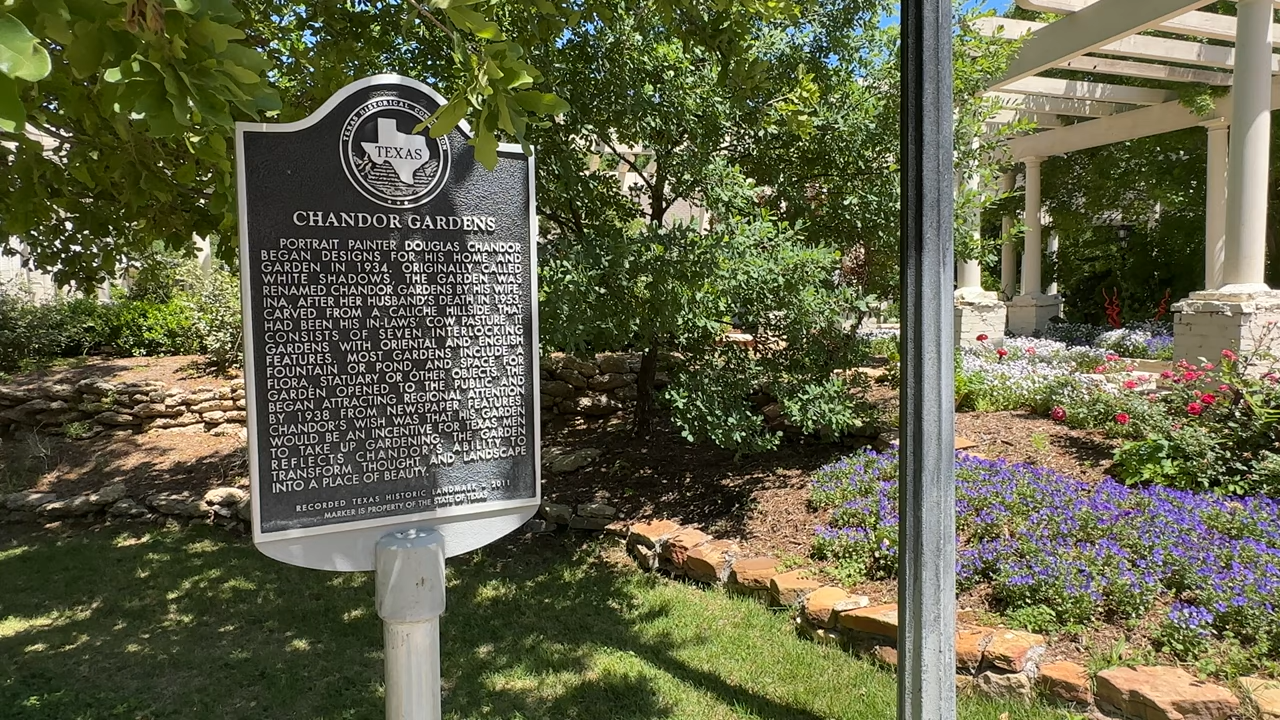 TEXAS HISTORICAL
TEXAS
CHANDOR GARDENS
PORTRAIT PAINTER DOUGLAS CHANDOR
BEGAN DESIGNS FOR HIS HOME AND
GARDEN IN 1934. ORIGINALLY CALLED
WHITE SHADOWS, THE GARDEN WAS
RENAMED CHANDOR GARDENS BY HIS WIFE,
INA, AFTER HER HUSBAND'S DEATH IN 1953.
CARVED FROM A CALICHE HILLSIDE THAT
HAD BEEN HIS IN-LAWS' COW PASTURE, IT
CONSISTS OF SEVEN INTERLOCKING
GARDENS WITH ORIENTAL AND ENGLISH
FEATURES. MOST GARDENS INCLUDE A
FOUNTAIN OR POND, AND SPACE FOR
FLORA, STATUARY OR OTHER OBJECTS. THE
GARDEN OPENED TO THE PUBLIC AND
BEGAN ATTRACTING REGIONAL ATTENTION
BY 1938 FROM NEWSPAPER FEATURES.
CHANDOR'S WISH WAS THAT HIS GARDEN
WOULD BE AN INCENTIVE FOR TEXAS MEN
TO TAKE UP GARDENING. THE GARDEN
REFLECTS CHANDOR'S ABILITY TO
TRANSFORM THOUGHT AND LANDSCAPE
INTO A PLACE OF BEAUTY.
RECORDED TEXAS HISTORIC LANDMARK - 2011
MARKER IS PROPERTY OF THE STATE OF TEXAS